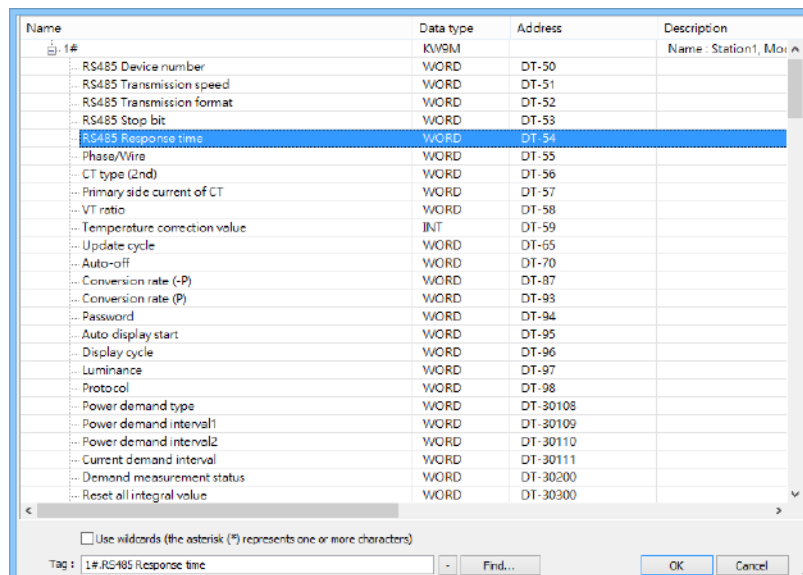 Name Data type Address Description
1# KW9M Name : Station1, Moc
RS485 Device number WORD DT-50
RS485 Transmission speed WORD DT-51
RS485 Transmission format WORD DT-52
RS485 Stop bit WORD DT-53
RS485 Response time WORD DT-54
Phase/Wire WORD DT-55
CT type (2nd) WORD DT-56
Primary side current of CT WORD DT-57
VT ratio WORD DT-58
Temperature correction value INT DT-59
Update cycle WORD DT-65
Auto-off WORD DT-70
Conversion rate (-P) WORD DT-87
Conversion rate (P) WORD DT-93
Password WORD DT-94
Auto display start WORD DT-95
Display cycle WORD DT-96
Luminance WORD DT-97
Protocol WORD DT-98
Power demand type WORD DT-30108
Power demand interval1 WORD DT-30109
Power demand interval2 WORD DT-30110
Current demand interval WORD DT-30111
Demand measurement status WORD DT-30200
Reset all integral value WORD DT-30300
Use wildcards (the asterisk (*) represents one or more characters)
Tag : 1#.RS485 Response time - Find... OK Cancel